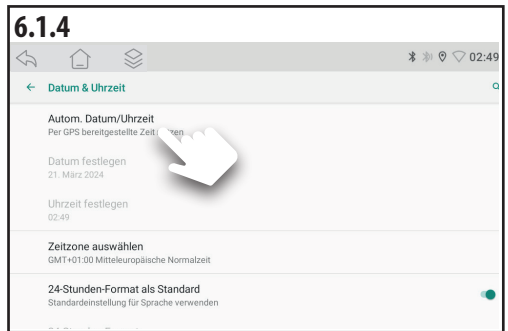 6.1.4
02:49
Datum & Uhrzeit
Autom. Datum/Uhrzeit
Per GPS bereitgestellte Zeit
Datum festlegen
21. März 2024
Uhrzeit festlegen
02:49
Zeitzone auswählen
GMT+01:00 Mitteleuropäische Normalzeit
24-Stunden-Format als Standard
Standardeinstellung für Sprache verwenden